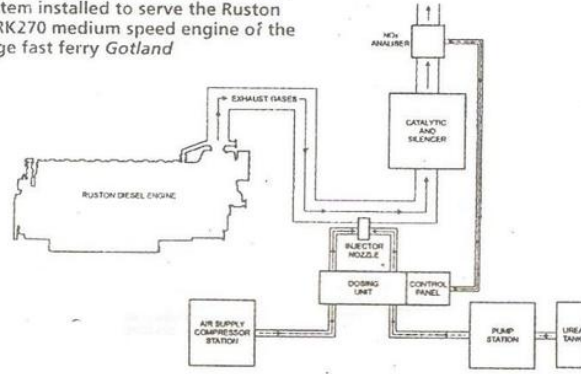 tem installed to serve the Ruston
RK270 medium speed engine of the
ge fast ferry Gotland
NOx
ANALISER
EXHAUST GASES
CATALYTIC
AND
SILENCER
RUSTON DIESEL ENGINE
INJECTOR
NOZZLE
DOSING
UNIT
CONTROL
PANEL
AIR SUPPLY
COMPRESSOR
STATION
PUMP
STATION
UREA
TANK